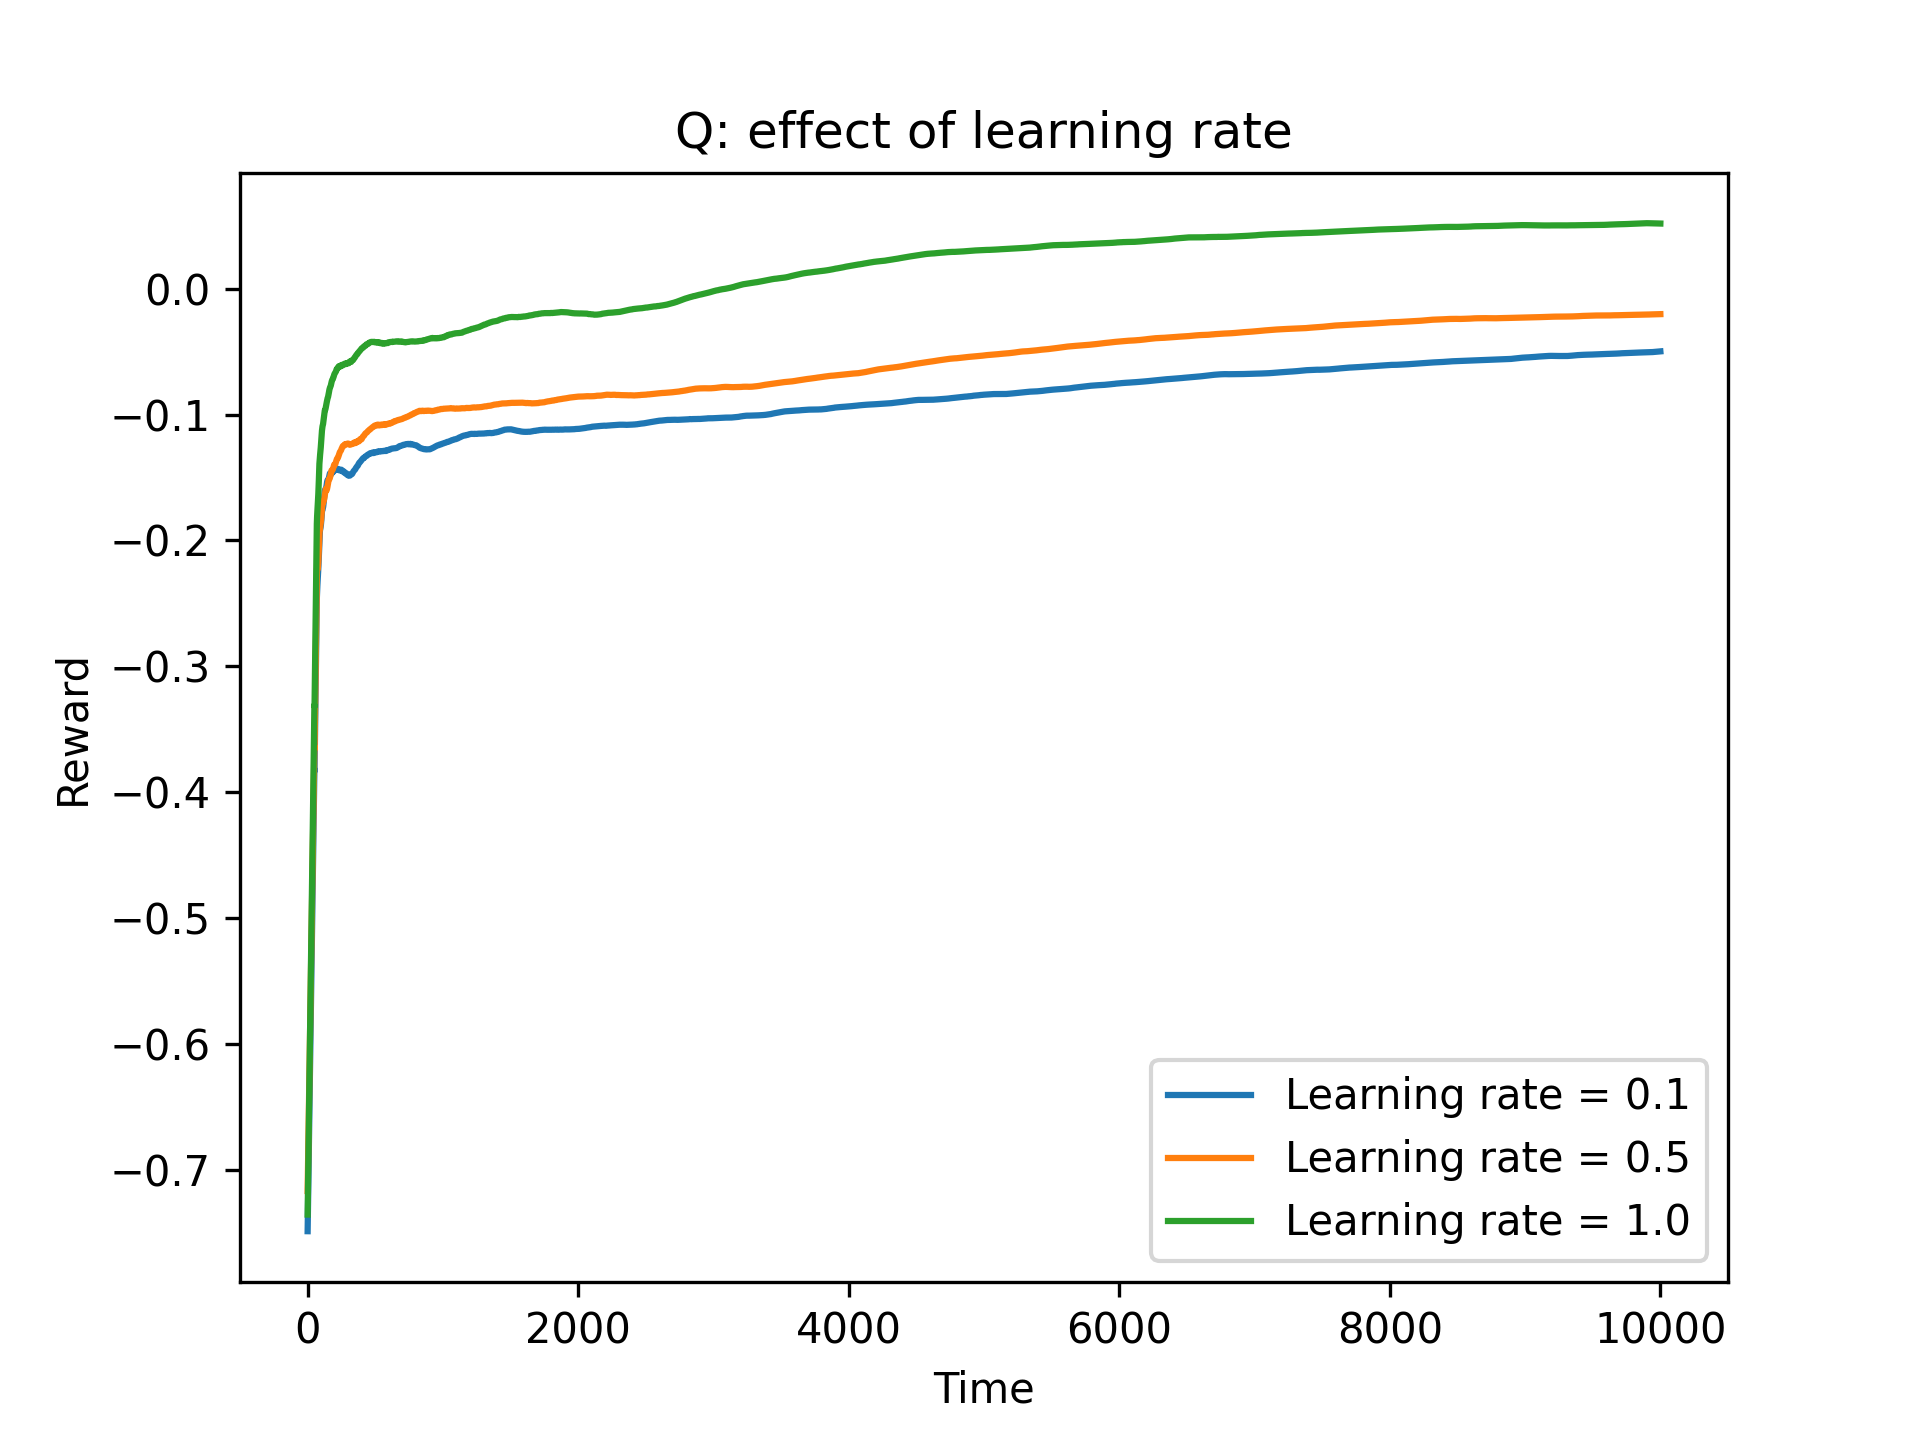 Q: effect of learning rate
0.0
−0.1
−0.2
−0.3
−0.4
−0.5
−0.6
−0.7
Reward
Learning rate = 0.1
Learning rate = 0.5
Learning rate = 1.0
0 2000 4000 6000 8000 10000
Time